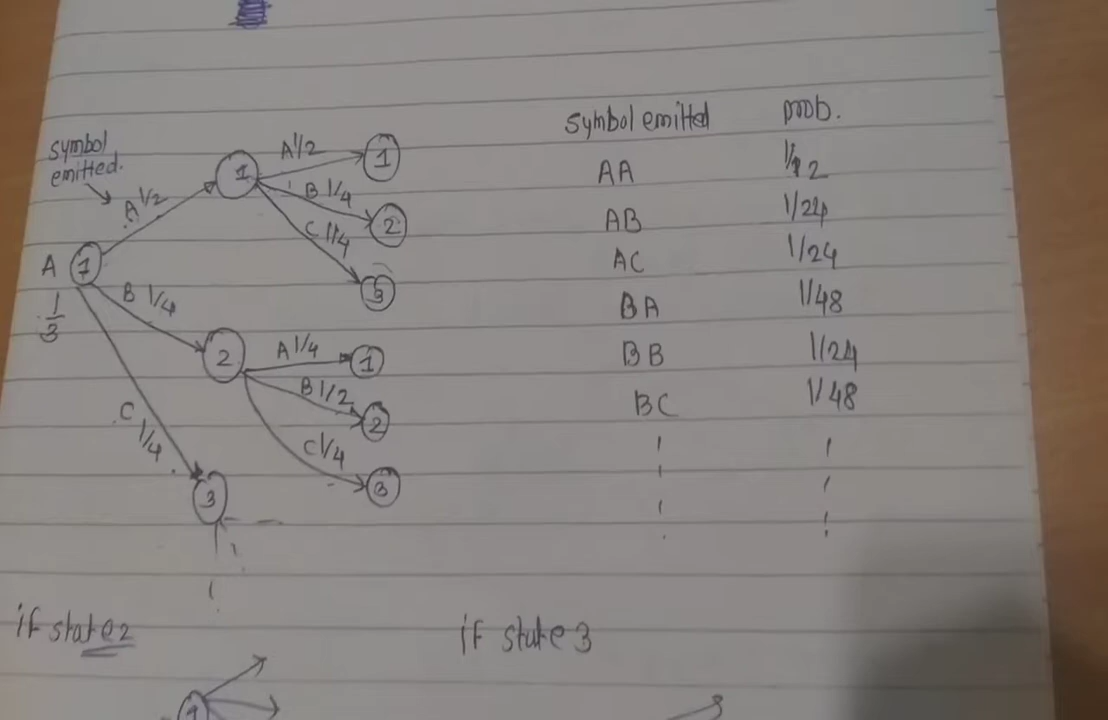 Symbol emitted prob.
symbol
emitted.
A 1/2
1
A 1/2
1
B 1/4
2
C 1/4
3
A 1
1/3
B 1/4
2
A 1/4
1
B 1/2
2
C 1/4
3
C 1/4
3
AA 1/12
AB 1/24
AC 1/24
BA 1/48
BB 1/24
BC 1/48
if state 2
if state 3
1